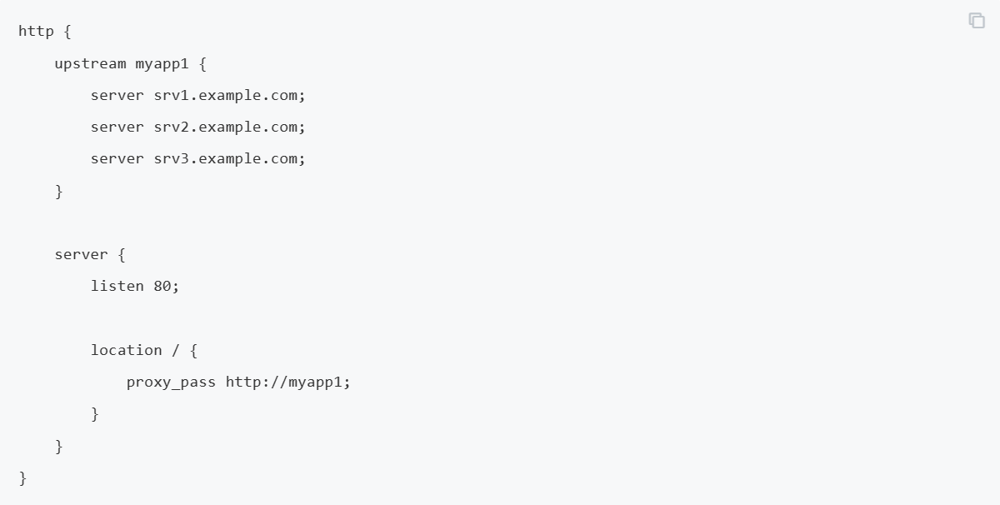 http {
    upstream myapp1 {
        server srv1.example.com;
        server srv2.example.com;
        server srv3.example.com;
    }

    server {
        listen 80;

        location / {
            proxy_pass http://myapp1;
        }
    }
}